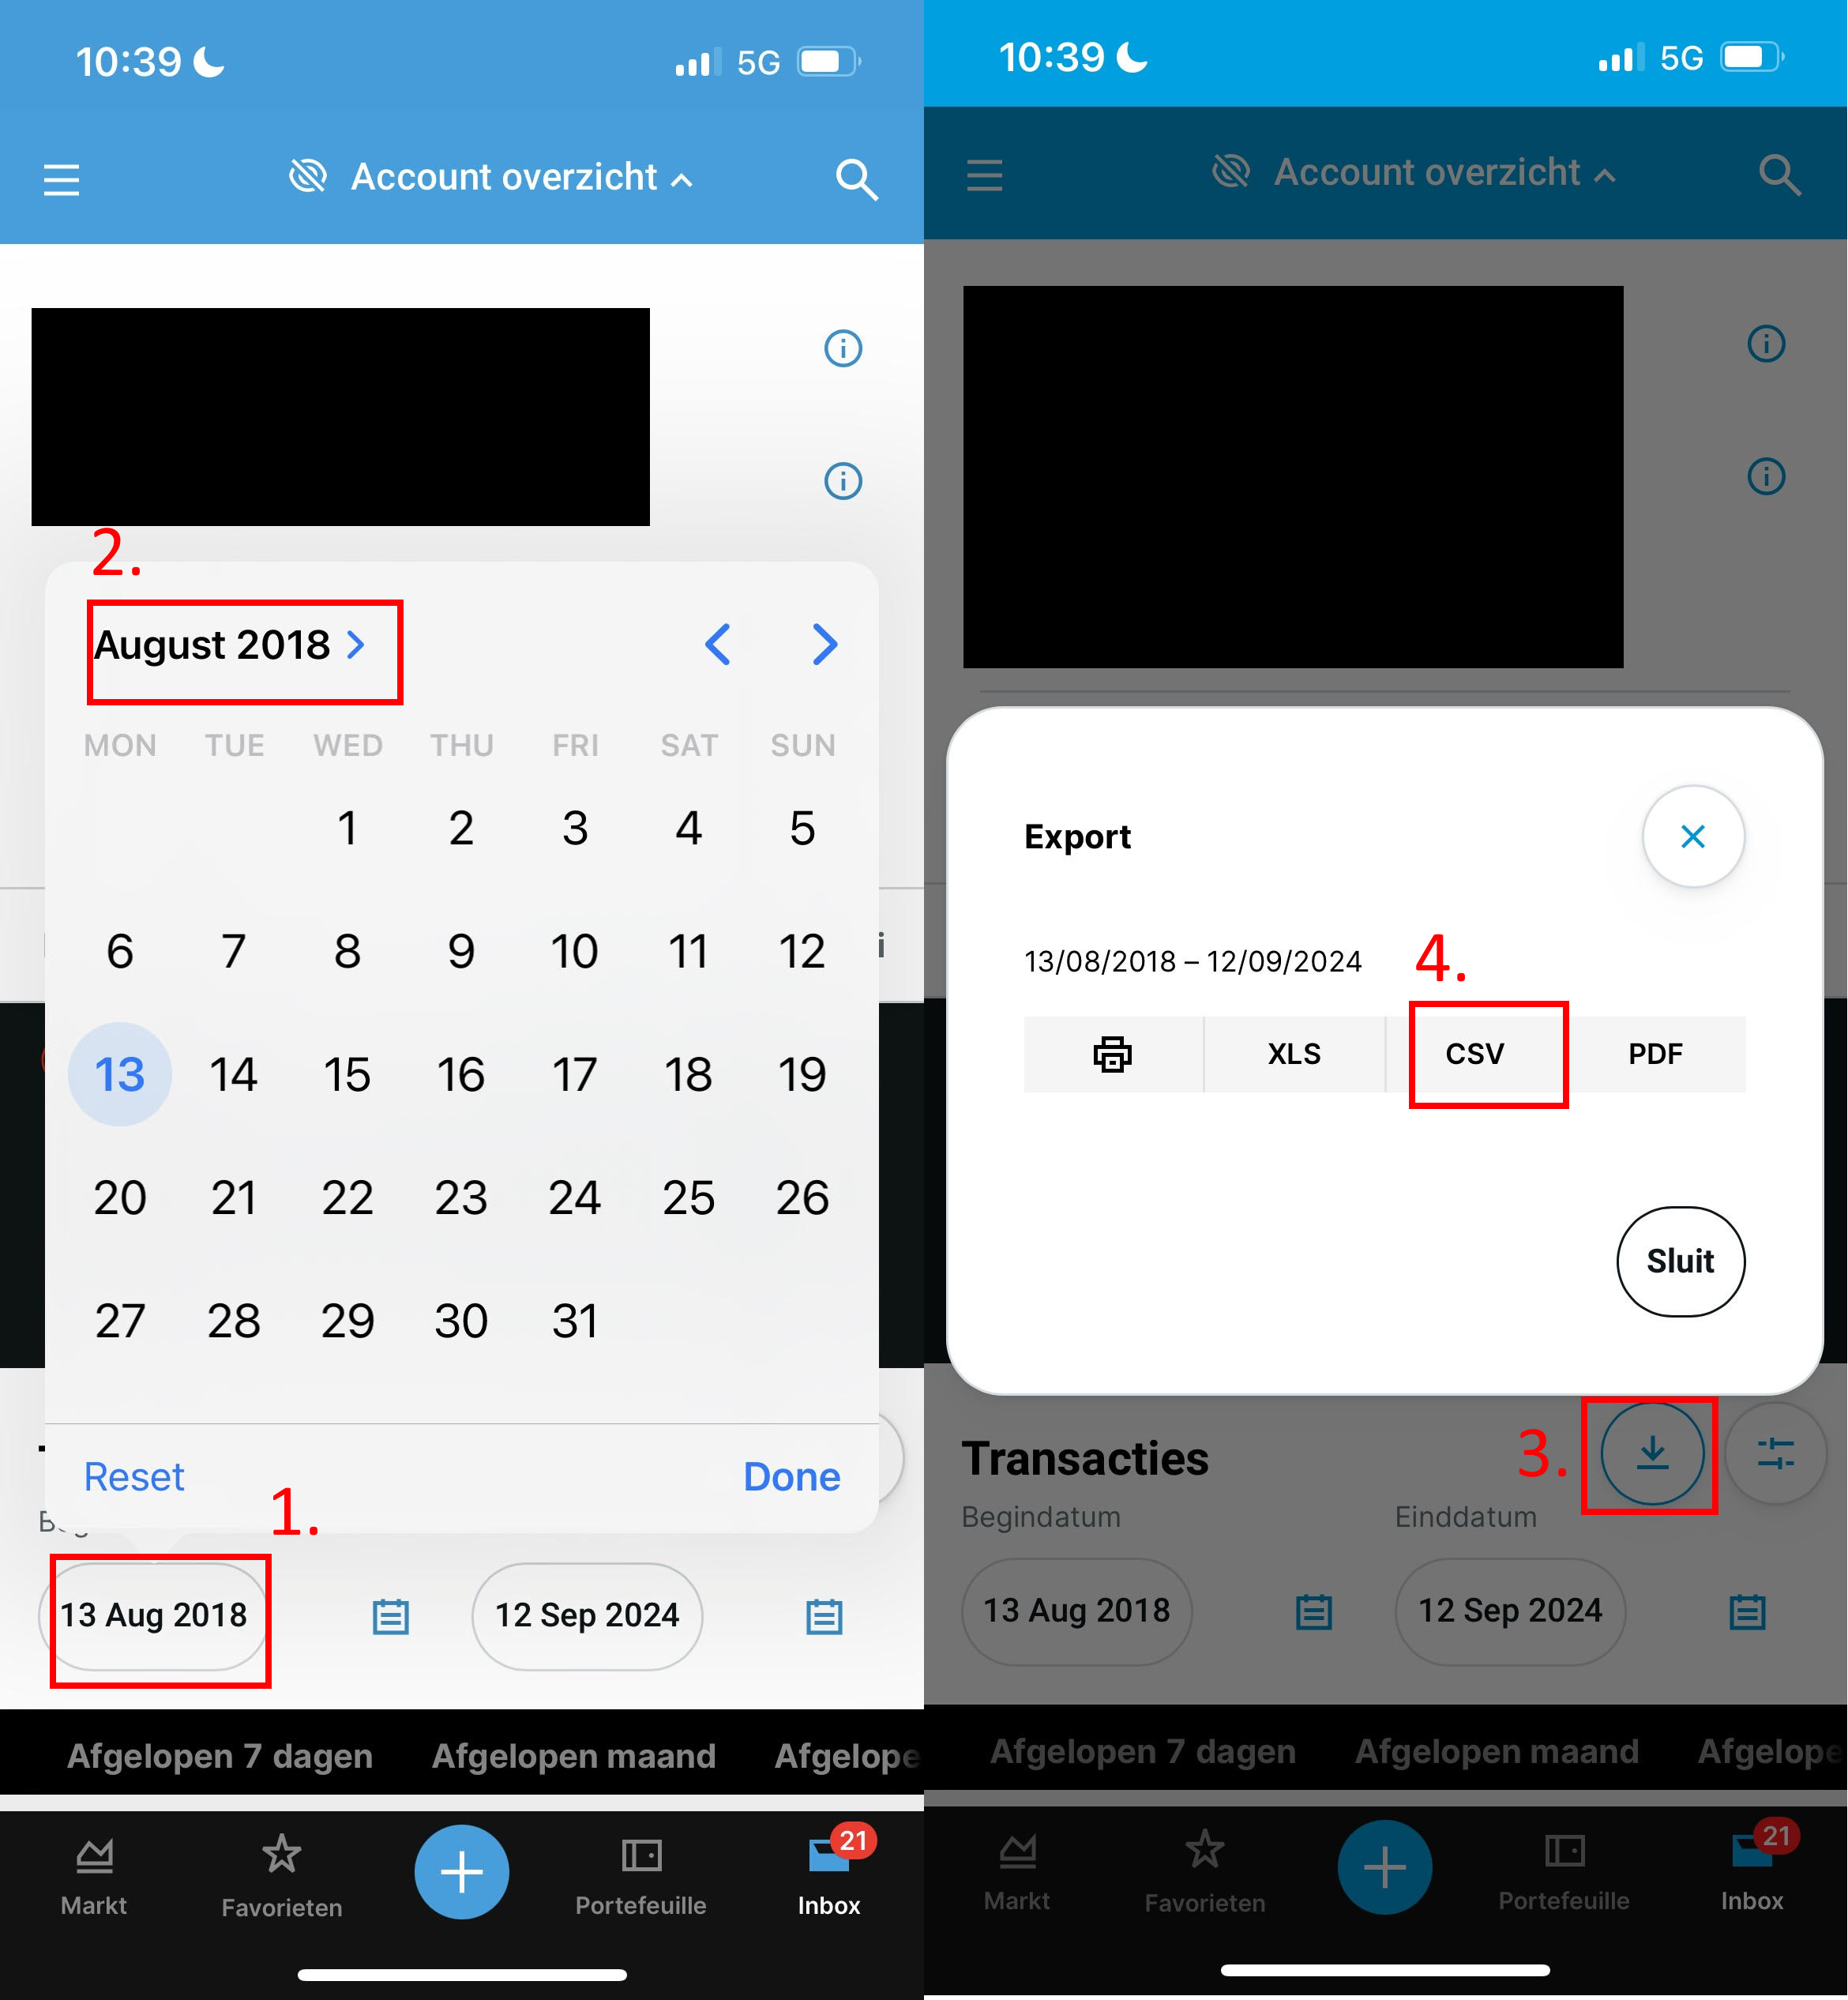 10:39
5G
Account overzicht
2.
August 2018
MON TUE WED THU FRI SAT SUN
1 2 3 4 5
6 7 8 9 10 11 12
13 14 15 16 17 18 19
20 21 22 23 24 25 26
27 28 29 30 31
Reset Done
1.
13 Aug 2018 12 Sep 2024
Afgelopen 7 dagen Afgelopen maand Afgelope
21
Markt Favorieten Portefeuille Inbox
10:39
5G
Account overzicht
Export
13/08/2018 – 12/09/2024
4.
XLS CSV PDF
Sluit
3.
Transacties
Begindatum Einddatum
13 Aug 2018 12 Sep 2024
Afgelopen 7 dagen Afgelopen maand Afgelope
21
Markt Favorieten Portefeuille Inbox